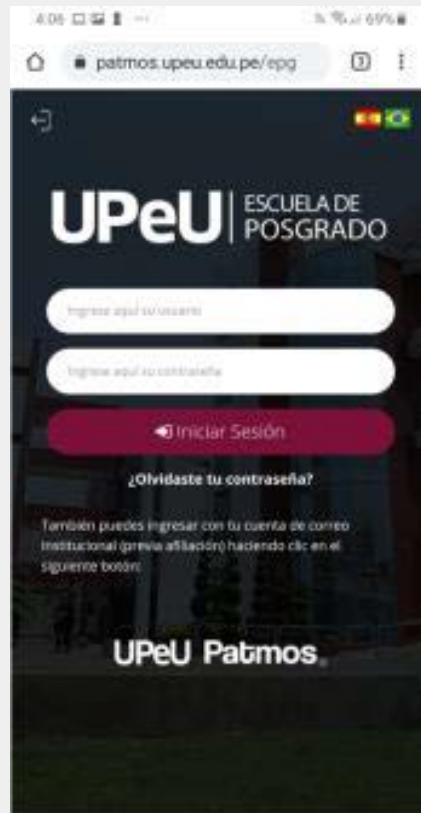 4:06 69%
patmos.upeu.edu.pe/epg 3
UPeU ESCUELA DE
POSGRADO
Ingrese aquí su usuario
Ingrese aquí su contraseña
Iniciar Sesión
¿Olvidaste tu contraseña?
También puedes ingresar con tu cuenta de correo
institucional (previa afiliación) haciendo clic en el
siguiente botón:
UPeU Patmos